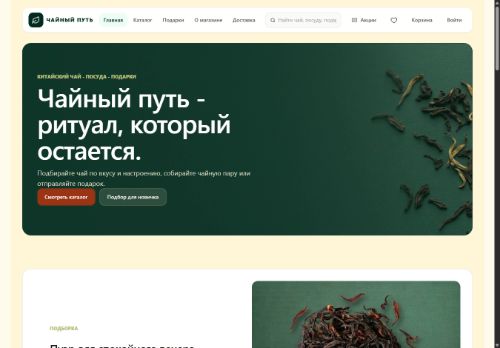 ЧАЙНЫЙ ПУТЬ
Главная
Каталог
Подарки
О магазине
Доставка
Найти чай, посуду, пода
Акции
Корзина
Войти
КИТАЙСКИЙ ЧАЙ - ПОСУДА - ПОДАРКИ
Чайный путь -
ритуал, который
остается.
Подбирайте чай по вкусу и настроению, собирайте чайную пару или
отправляйте подарок.
Смотреть каталог
Подбор для новичка
ПОДБОРКА